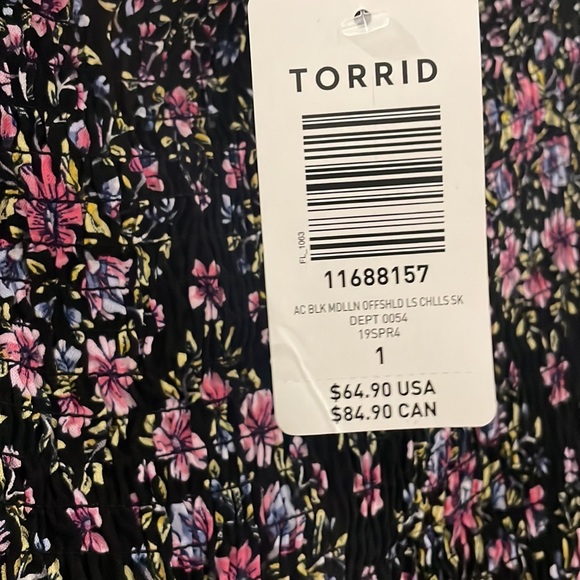 TORRID
FL_1063
11688157
AC BLK MDLLN OFFSHLD LS CHLLS SK
DEPT 0054
19SPR4
1
$64.90 USA
$84.90 CAN